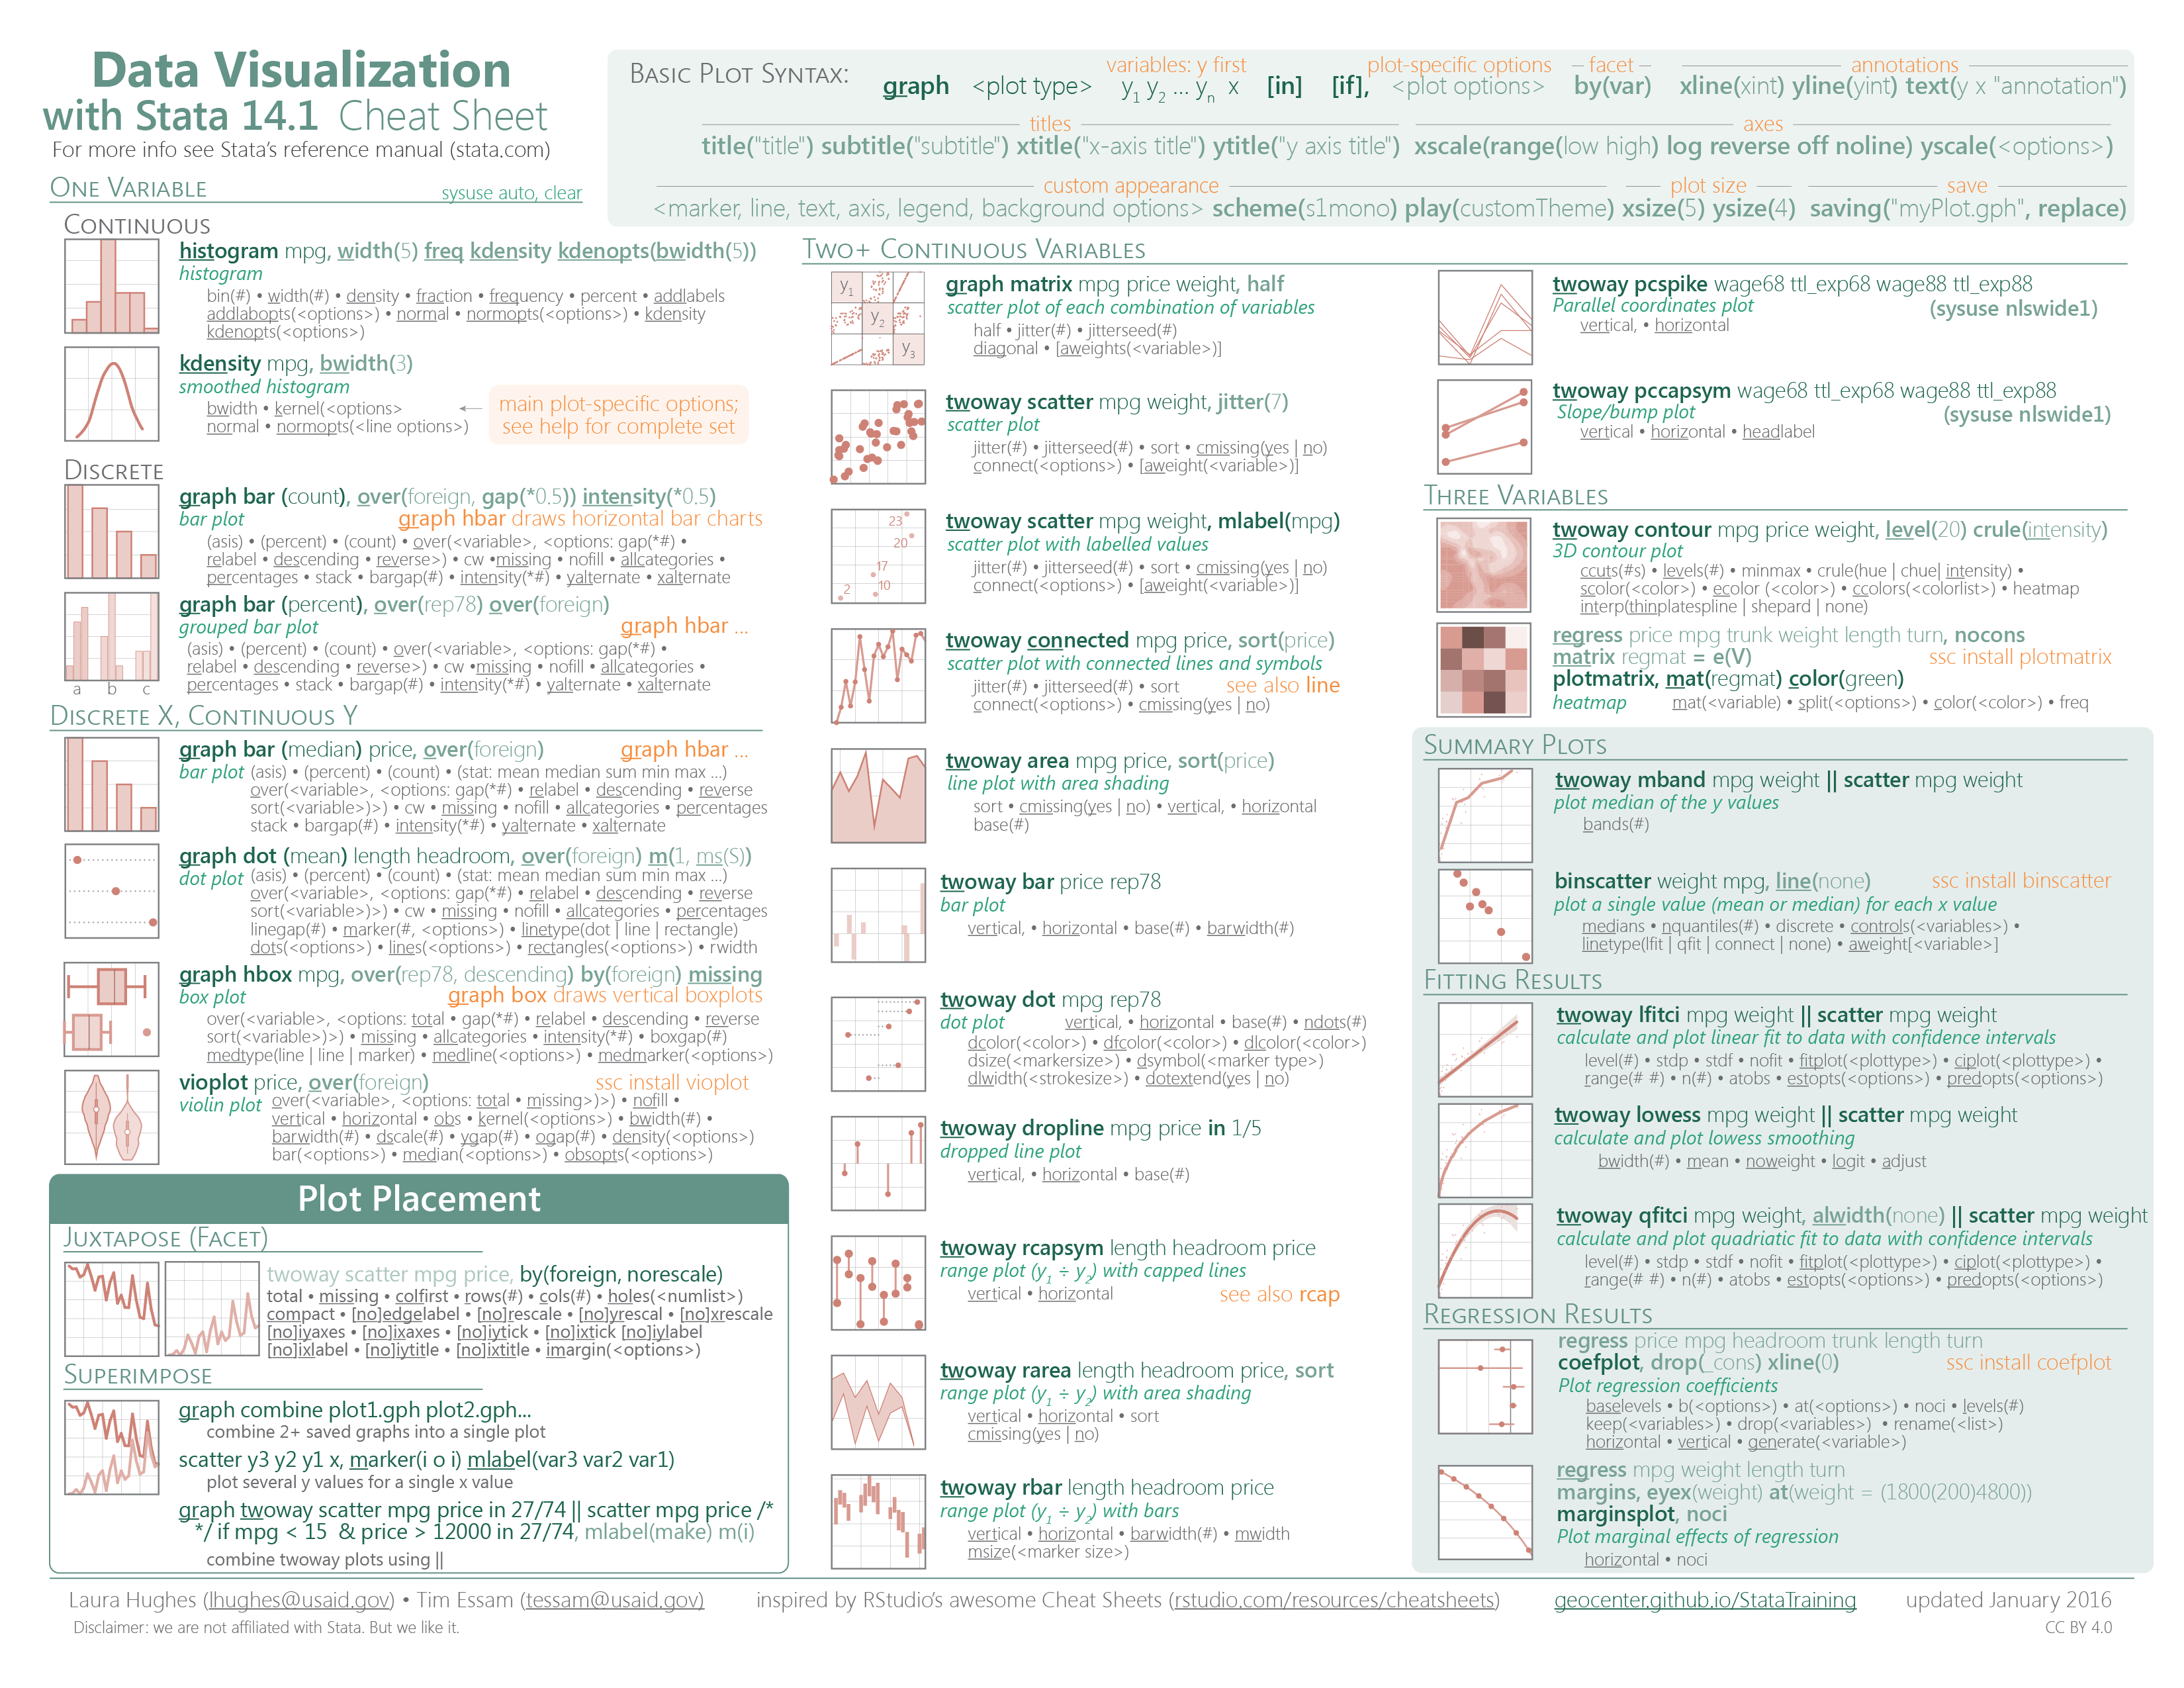 Data Visualization
with Stata 14.1 Cheat Sheet
For more info see Stata's reference manual (stata.com)
BASIC PLOT SYNTAX:
variables: y first
plot-specific options
facet
annotations
graph <plot type> y1 y2 ... yn x [in] [if], <plot options> by(var) xline(xint) yline(yint) text(y x "annotation")
titles
axes
title("title") subtitle("subtitle") xtitle("x-axis title") ytitle("y axis title") xscale(range(low high) log reverse off noline) yscale(<options>)
custom appearance
plot size
save
<marker, line, text, axis, legend, background options> scheme(s1mono) play(customTheme) xsize(5) ysize(4) saving("myPlot.gph", replace)
ONE VARIABLE
sysuse auto, clear
CONTINUOUS
histogram mpg, width(5) freq kdensity kdenopts(bwidth(5))
histogram
bin(#) • width(#) • density • fraction • frequency • percent • addlabels
addlabopts(<options>) • normal • normopts(<options>) • kdensity
kdenopts(<options>)
kdensity mpg, bwidth(3)
smoothed histogram
bwidth • kernel(<options>
normal • normopts(<line options>)
main plot-specific options;
see help for complete set
DISCRETE
graph bar (count), over(foreign, gap(*0.5)) intensity(*0.5)
bar plot
graph hbar draws horizontal bar charts
(asis) • (percent) • (count) • over(<variable>, <options: gap(*#) •
relabel • descending • reverse>) • cw •missing • nofill • allcategories •
percentages • stack • bargap(#) • intensity(*#) • yalternate • xalternate
a b c
graph bar (percent), over(rep78) over(foreign)
grouped bar plot
graph hbar ...
(asis) • (percent) • (count) • over(<variable>, <options: gap(*#) •
relabel • descending • reverse>) • cw •missing • nofill • allcategories •
percentages • stack • bargap(#) • intensity(*#) • yalternate • xalternate
DISCRETE X, CONTINUOUS Y
graph bar (median) price, over(foreign)
graph hbar ...
bar plot
(asis) • (percent) • (count) • (stat: mean median sum min max ...)
over(<variable>, <options: gap(*#) • relabel • descending • reverse
sort(<variable>)>) • cw • missing • nofill • allcategories • percentages
stack • bargap(#) • intensity(*#) • yalternate • xalternate
graph dot (mean) length headroom, over(foreign) m(1, ms(S))
dot plot
(asis) • (percent) • (count) • (stat: mean median sum min max ...)
over(<variable>, <options: gap(*#) • relabel • descending • reverse
sort(<variable>)>) • cw • missing • nofill • allcategories • percentages
linegap(#) • marker(#, <options>) • linetype(dot | line | rectangle)
dots(<options>) • lines(<options>) • rectangles(<options>) • rwidth
graph hbox mpg, over(rep78, descending) by(foreign) missing
box plot
graph box draws vertical boxplots
over(<variable>, <options: total • gap(*#) • relabel • descending • reverse
sort(<variable>)>) • missing • allcategories • intensity(*#) • boxgap(#)
medtype(line | line | marker) • medline(<options>) • medmarker(<options>)
vioplot price, over(foreign)
ssc install vioplot
violin plot
over(<variable>, <options: total • missing>)>) • nofill •
vertical • horizontal • obs • kernel(<options>) • bwidth(#) •
barwidth(#) • dscale(#) • ygap(#) • ogap(#) • density(<options>)
bar(<options>) • median(<options>) • obsopts(<options>)
Plot Placement
JUXTAPOSE (FACET)
twoway scatter mpg price, by(foreign, norescale)
total • missing • colfirst • rows(#) • cols(#) • holes(<numlist>)
compact • [no]edgelabel • [no]rescale • [no]yrescal • [no]xrescale
[no]iyaxes • [no]ixaxes • [no]iytick • [no]ixtick [no]iylabel
[no]ixlabel • [no]iytitle • [no]ixtitle • imargin(<options>)
SUPERIMPOSE
graph combine plot1.gph plot2.gph...
combine 2+ saved graphs into a single plot
scatter y3 y2 y1 x, marker(i o i) mlabel(var3 var2 var1)
plot several y values for a single x value
graph twoway scatter mpg price in 27/74 || scatter mpg price /*
*/ if mpg < 15 & price > 12000 in 27/74, mlabel(make) m(i)
combine twoway plots using ||
TWO+ CONTINUOUS VARIABLES
y1
y2
y3
graph matrix mpg price weight, half
scatter plot of each combination of variables
half • jitter(#) • jitterseed(#)
diagonal • [aweights(<variable>)]
twoway scatter mpg weight, jitter(7)
scatter plot
jitter(#) • jitterseed(#) • sort • cmissing(yes | no)
connect(<options>) • [aweight(<variable>)]
23
20
17
2
10
twoway scatter mpg weight, mlabel(mpg)
scatter plot with labelled values
jitter(#) • jitterseed(#) • sort • cmissing(yes | no)
connect(<options>) • [aweight(<variable>)]
twoway connected mpg price, sort(price)
scatter plot with connected lines and symbols
jitter(#) • jitterseed(#) • sort
see also line
connect(<options>) • cmissing(yes | no)
twoway area mpg price, sort(price)
line plot with area shading
sort • cmissing(yes | no) • vertical, • horizontal
base(#)
twoway bar price rep78
bar plot
vertical, • horizontal • base(#) • barwidth(#)
twoway dot mpg rep78
dot plot
vertical, • horizontal • base(#) • ndots(#)
dcolor(<color>) • dfcolor(<color>) • dlcolor(<color>)
dsize(<markersize>) • dsymbol(<marker type>)
dlwidth(<strokesize>) • dotextend(yes | no)
twoway dropline mpg price in 1/5
dropped line plot
vertical, • horizontal • base(#)
twoway rcapsym length headroom price
range plot (y1 ÷ y2) with capped lines
vertical • horizontal
see also rcap
twoway rarea length headroom price, sort
range plot (y1 ÷ y2) with area shading
vertical • horizontal • sort
cmissing(yes | no)
twoway rbar length headroom price
range plot (y1 ÷ y2) with bars
vertical • horizontal • barwidth(#) • mwidth
msize(<marker size>)
twoway pcspike wage68 ttl_exp68 wage88 ttl_exp88
Parallel coordinates plot
(sysuse nlswide1)
vertical, • horizontal
twoway pccapsym wage68 ttl_exp68 wage88 ttl_exp88
Slope/bump plot
(sysuse nlswide1)
vertical • horizontal • headlabel
THREE VARIABLES
twoway contour mpg price weight, level(20) crule(intensity)
3D contour plot
ccuts(#s) • levels(#) • minmax • crule(hue | chue| intensity) •
scolor(<color>) • ecolor (<color>) • ccolors(<colorlist>) • heatmap
interp(thinplatespline | shepard | none)
regress price mpg trunk weight length turn, nocons
matrix regmat = e(V)
ssc install plotmatrix
plotmatrix, mat(regmat) color(green)
heatmap
mat(<variable) • split(<options>) • color(<color>) • freq
SUMMARY PLOTS
twoway mband mpg weight || scatter mpg weight
plot median of the y values
bands(#)
binscatter weight mpg, line(none)
ssc install binscatter
plot a single value (mean or median) for each x value
medians • nquantiles(#) • discrete • controls(<variables>) •
linetype(lfit | qfit | connect | none) • aweight[<variable>]
FITTING RESULTS
twoway lfitci mpg weight || scatter mpg weight
calculate and plot linear fit to data with confidence intervals
level(#) • stdp • stdf • nofit • fitplot(<plottype>) • ciplot(<plottype>) •
range(# #) • n(#) • atobs • estopts(<options>) • predopts(<options>)
twoway lowess mpg weight || scatter mpg weight
calculate and plot lowess smoothing
bwidth(#) • mean • noweight • logit • adjust
twoway qfitci mpg weight, alwidth(none) || scatter mpg weight
calculate and plot quadriatic fit to data with confidence intervals
level(#) • stdp • stdf • nofit • fitplot(<plottype>) • ciplot(<plottype>) •
range(# #) • n(#) • atobs • estopts(<options>) • predopts(<options>)
REGRESSION RESULTS
regress price mpg headroom trunk length turn
coefplot, drop(_cons) xline(0)
ssc install coefplot
Plot regression coefficients
baselevels • b(<options>) • at(<options>) • noci • levels(#)
keep(<variables>) • drop(<variables>) • rename(<list>)
horizontal • vertical • generate(<variable>)
regress mpg weight length turn
margins, eyex(weight) at(weight = (1800(200)4800))
marginsplot, noci
Plot marginal effects of regression
horizontal • noci
Laura Hughes (lhughes@usaid.gov) • Tim Essam (tessam@usaid.gov)
inspired by RStudio's awesome Cheat Sheets (rstudio.com/resources/cheatsheets)
geocenter.github.io/StataTraining
updated January 2016
Disclaimer: we are not affiliated with Stata. But we like it.
CC BY 4.0